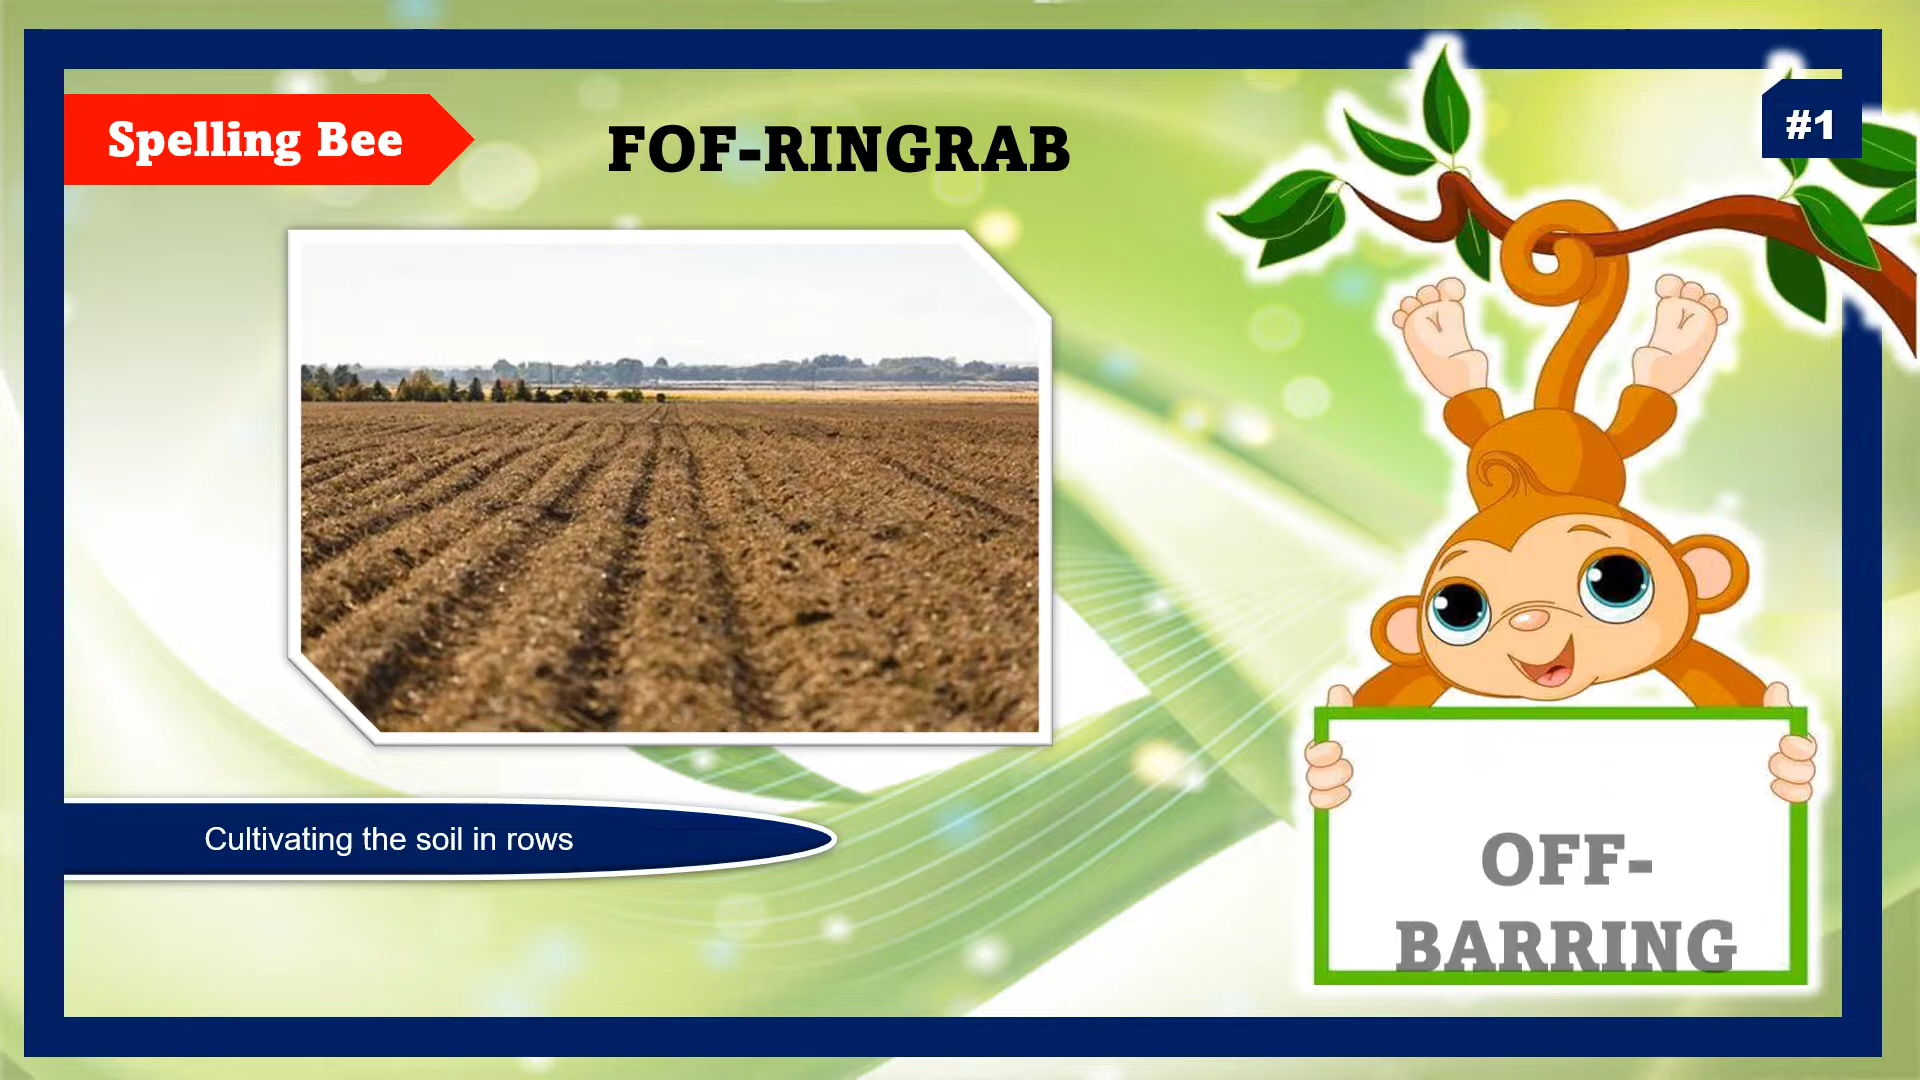 Spelling Bee
FOF-RINGRAB
#1
Cultivating the soil in rows
OFF-
BARRING